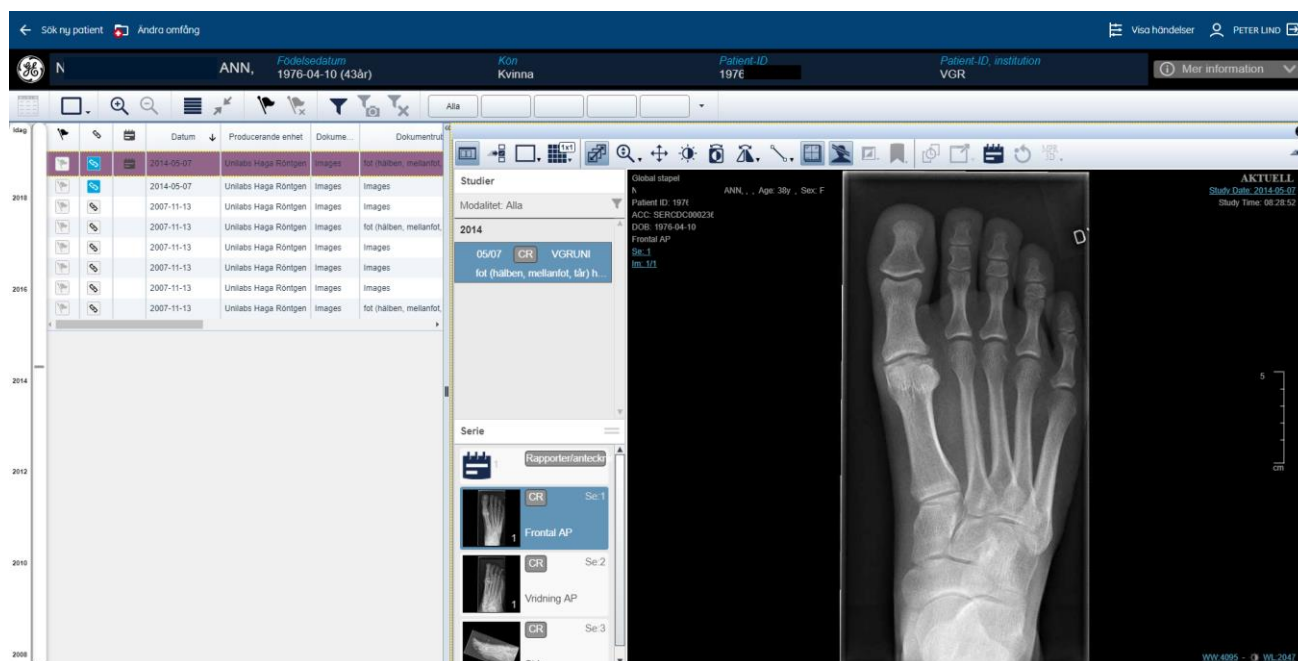 Sök ny patient Ändra omfång Visa händelser PETER LIND
Födelsedatum Kön Patient-ID Patient-ID, institution
N ANN, 1976-04-10 (43år) Kvinna 1976 VGR Mer information
Alla
Idag
2018
2016
2014
2012
2010
2008
Datum Producerande enhet Dokume... Dokumentrut
2014-05-07 Unilabs Haga Röntgen Images fot (hälben, mellanfot,
2014-05-07 Unilabs Haga Röntgen Images Images
2007-11-13 Unilabs Haga Röntgen Images Images
2007-11-13 Unilabs Haga Röntgen Images fot (hälben, mellanfot,
2007-11-13 Unilabs Haga Röntgen Images Images
2007-11-13 Unilabs Haga Röntgen Images Images
2007-11-13 Unilabs Haga Röntgen Images Images
2007-11-13 Unilabs Haga Röntgen Images fot (hälben, mellanfot,
1x1
Studier
Modalitet: Alla
2014
05/07 CR VGRUNI
fot (hälben, mellanfot, tår) h...
Serie
1 Rapporter/anteckn
CR Se:1
1 Frontal AP
CR Se:2
1 Vridning AP
CR Se:3
Global stapel
N ANN, , , Age: 38y , Sex: F
Patient ID: 197
ACC: SERCDC000236
DOB: 1976-04-10
Frontal AP
Se: 1
Im: 1/1
AKTUELL
Study Date: 2014-05-07
Study Time: 08:28:52
D
5
cm
WW:4095 - WL:2047